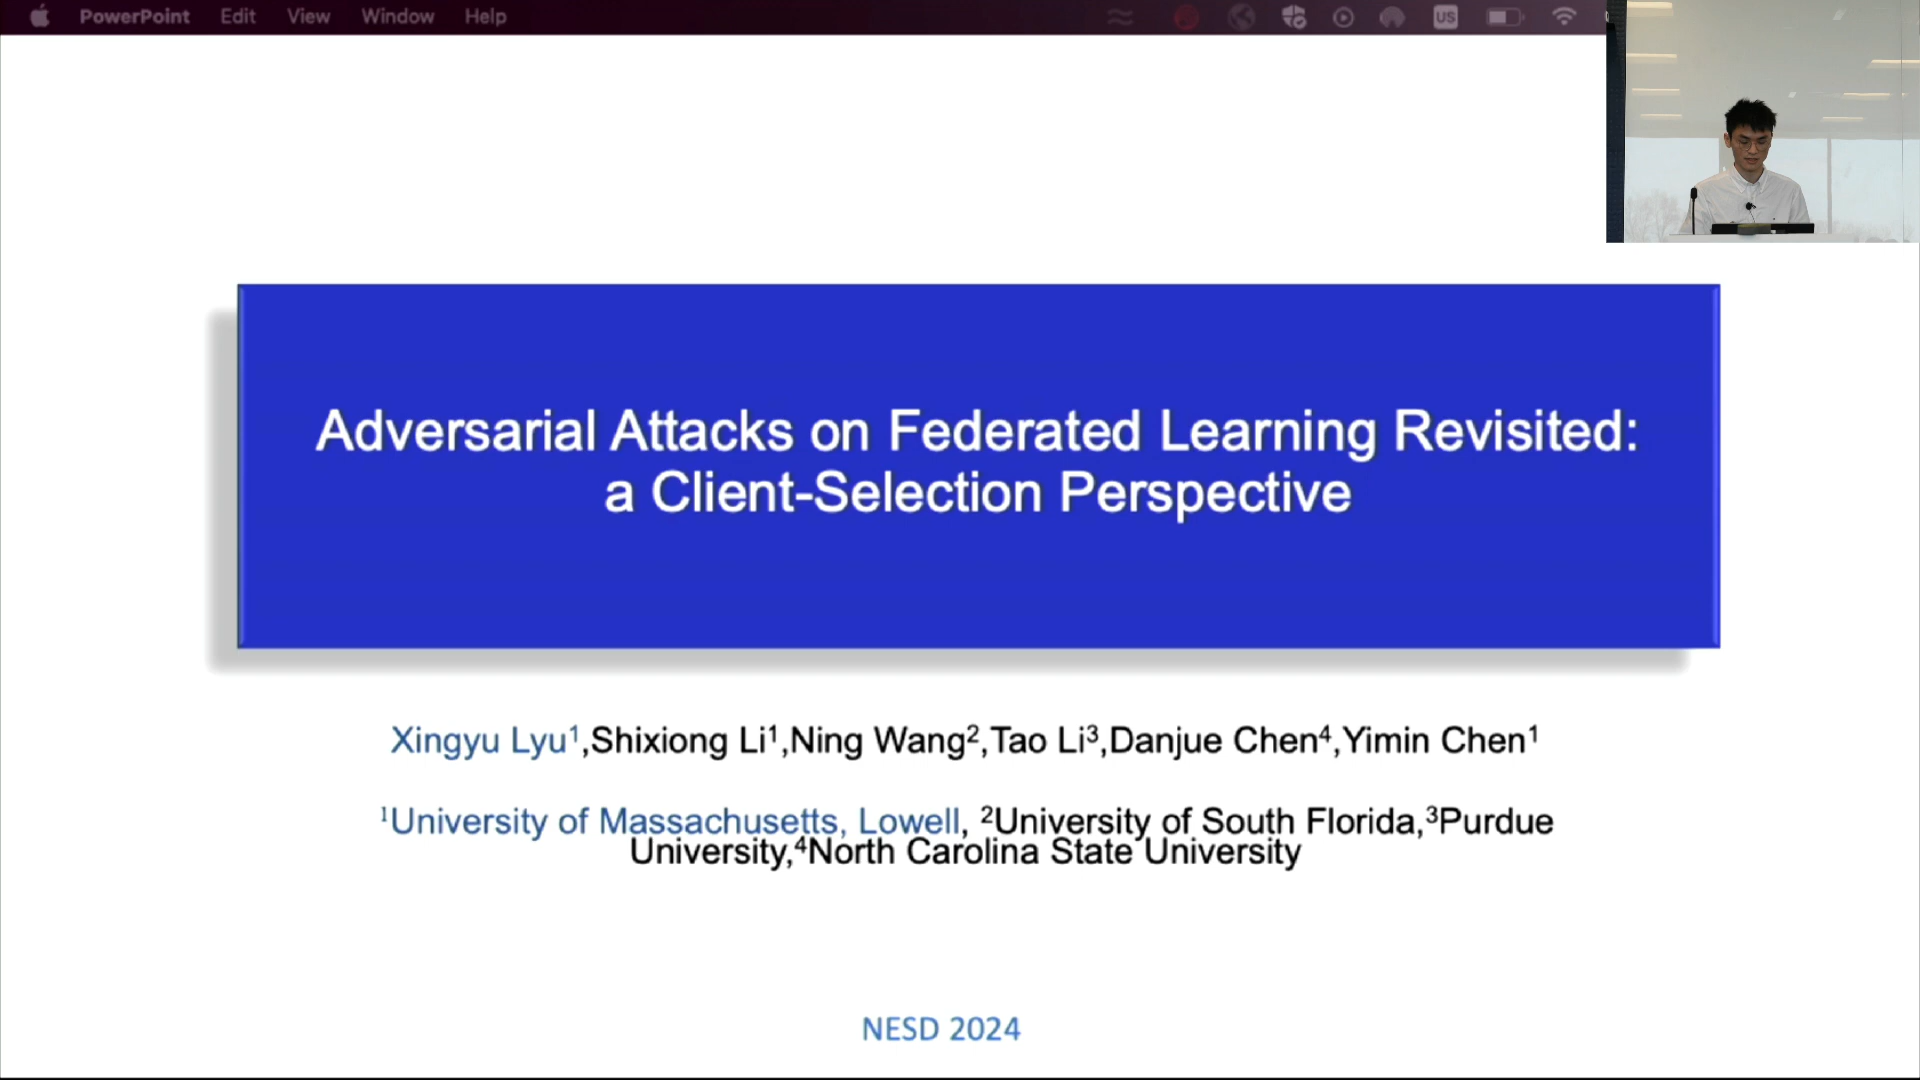 PowerPoint Edit View Window Help
US
Adversarial Attacks on Federated Learning Revisited:
a Client-Selection Perspective
Xingyu Lyu¹,Shixiong Li¹,Ning Wang²,Tao Li³,Danjue Chen⁴,Yimin Chen¹
¹University of Massachusetts, Lowell, ²University of South Florida,³Purdue
University,⁴North Carolina State University
NESD 2024